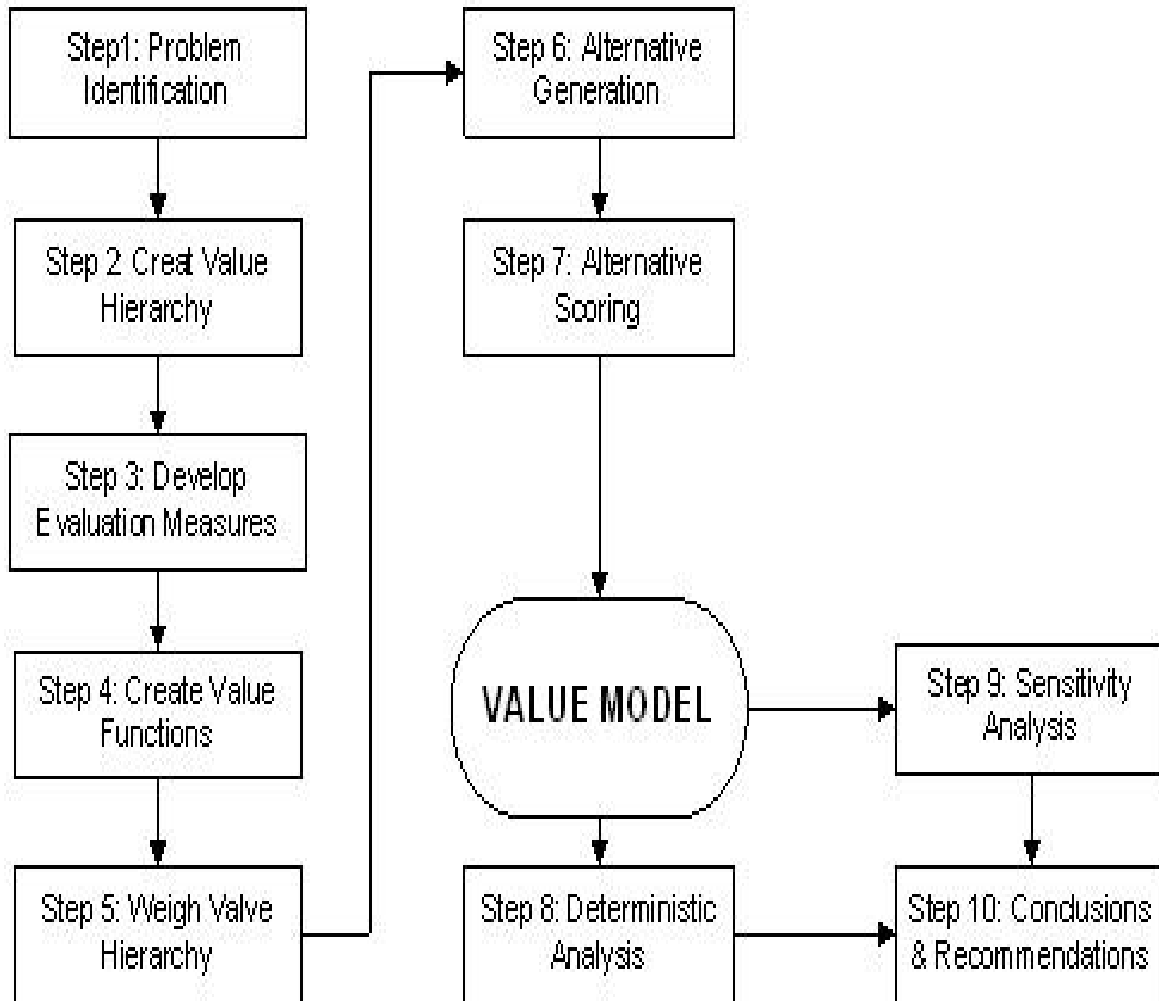 Step1: Problem
Identification
Step 2: Creat Value
Hierarchy
Step 3: Develop
Evaluation Measures
Step 4: Create Value
Functions
Step 5: Weigh Valve
Hierarchy
Step 6: Alternative
Generation
Step 7: Alternative
Scoring
VALUE MODEL
Step 8: Deterministic
Analysis
Step 9: Sensitivity
Analysis
Step 10: Conclusions
& Recommendations